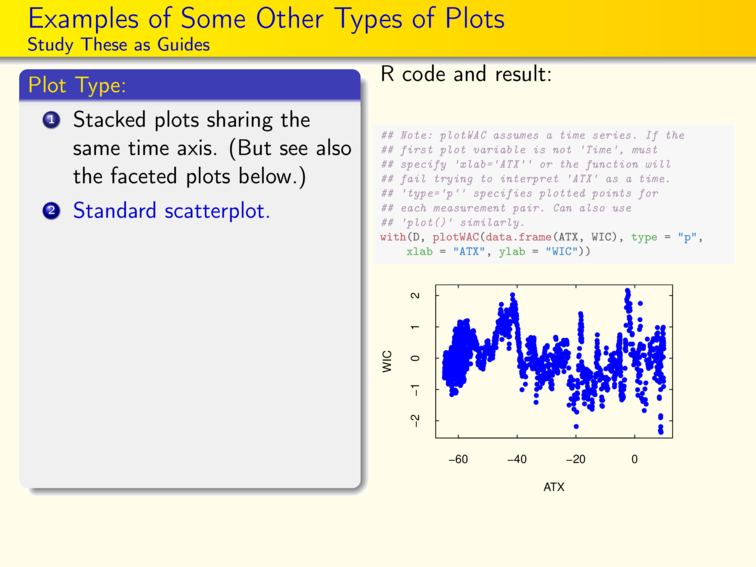 Examples of Some Other Types of Plots
Study These as Guides
Plot Type:
1 Stacked plots sharing the
same time axis. (But see also
the faceted plots below.)
2 Standard scatterplot.
R code and result:
## Note: plotWAC assumes a time series. If the
## first plot variable is not 'Time', must
## specify 'xlab='ATX'' or the function will
## fail trying to interpret 'ATX' as a time.
## 'type='p'' specifies plotted points for
## each measurement pair. Can also use
## 'plot()' similarly.
with(D, plotWAC(data.frame(ATX, WIC), type = "p",
xlab = "ATX", ylab = "WIC"))
2
1
0
−1
−2
WIC
−60 −40 −20 0
ATX